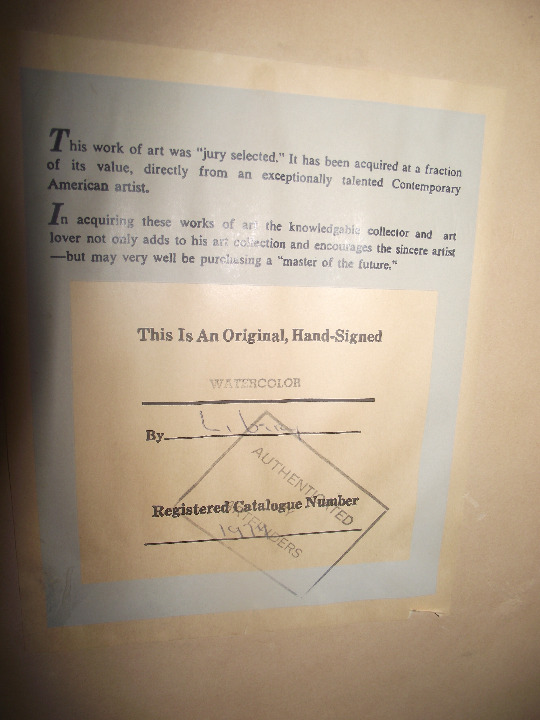 This work of art was "jury selected." It has been acquired at a fraction
of its value, directly from an exceptionally talented Contemporary
American artist.
In acquiring these works of art the knowledgable collector and art
lover not only adds to his art collection and encourages the sincere artist
—but may very well be purchasing a "master of the future."
This Is An Original, Hand-Signed
WATERCOLOR
By
AUTHENTICATED
Registered Catalogue Number